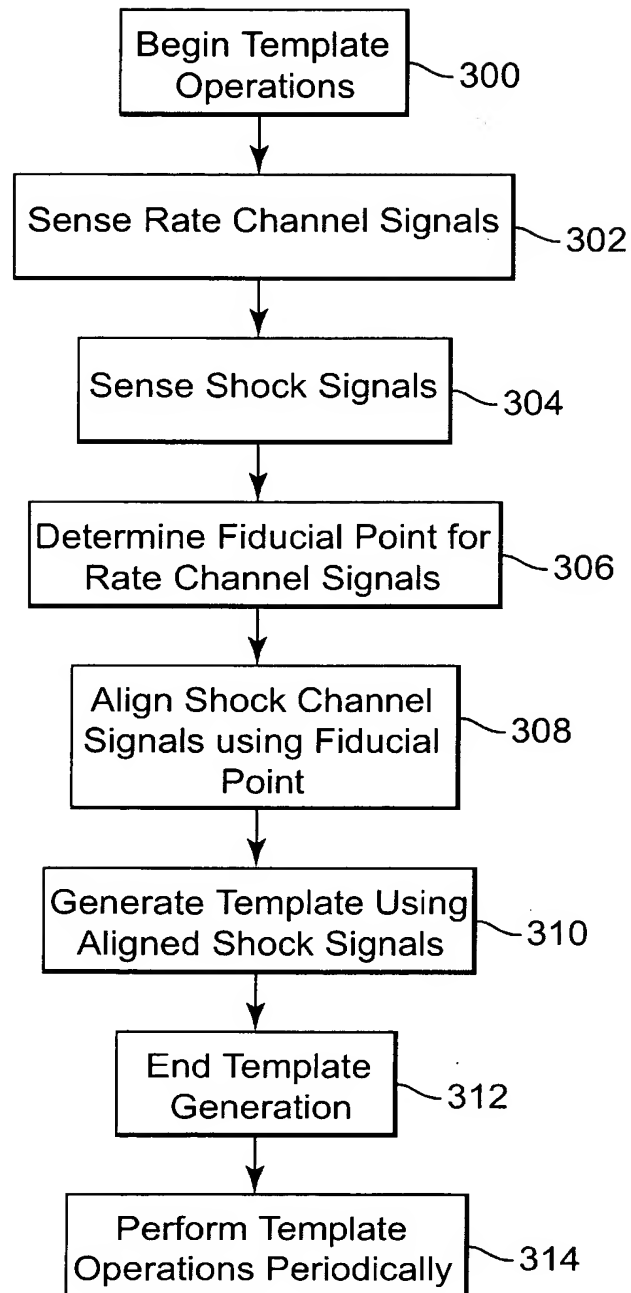 Begin Template
Operations
300
Sense Rate Channel Signals
302
Sense Shock Signals
304
Determine Fiducial Point for
Rate Channel Signals
306
Align Shock Channel
Signals using Fiducial
Point
308
Generate Template Using
Aligned Shock Signals
310
End Template
Generation
312
Perform Template
Operations Periodically
314